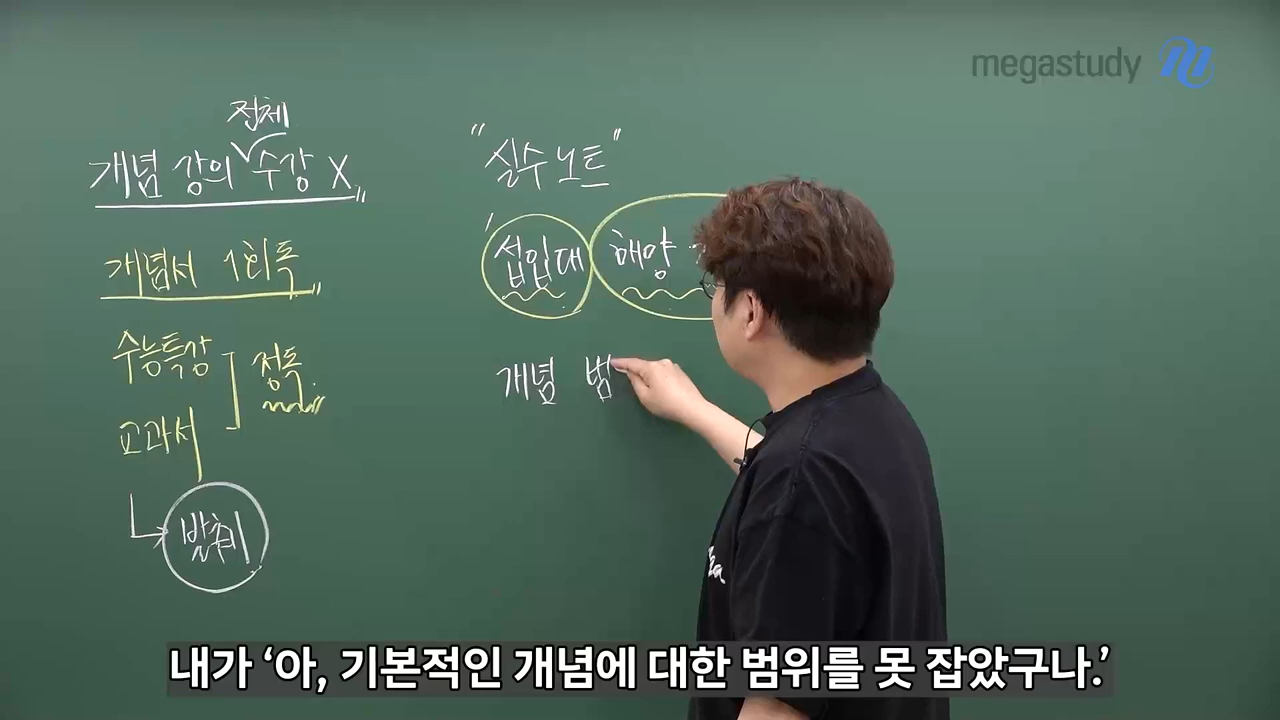 megastudy
전체
개념 강의 수강 X
개념서 1회독
수능특강
정독
교과서
발췌
"실수 노트"
섭입대 해양
개념 범
내가 ‘아, 기본적인 개념에 대한 범위를 못 잡았구나.’